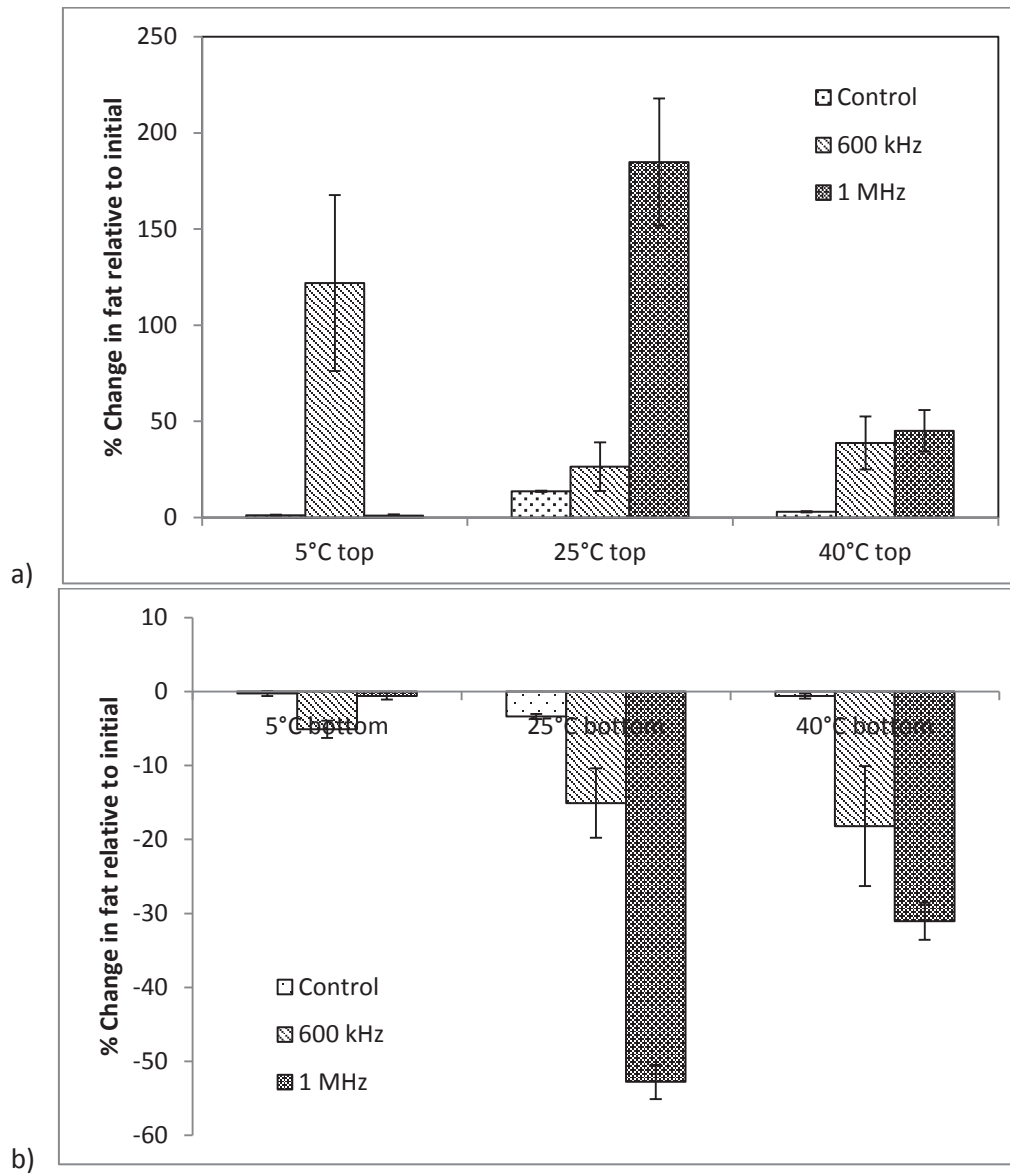 250
200
150
100
50
0
% Change in fat relative to initial
Control
600 kHz
1 MHz
5°C top
25°C top
40°C top
a)
10
0
-10
-20
-30
-40
-50
-60
% Change in fat relative to initial
5°C bottom
25°C bottom
40°C bottom
Control
600 kHz
1 MHz
b)